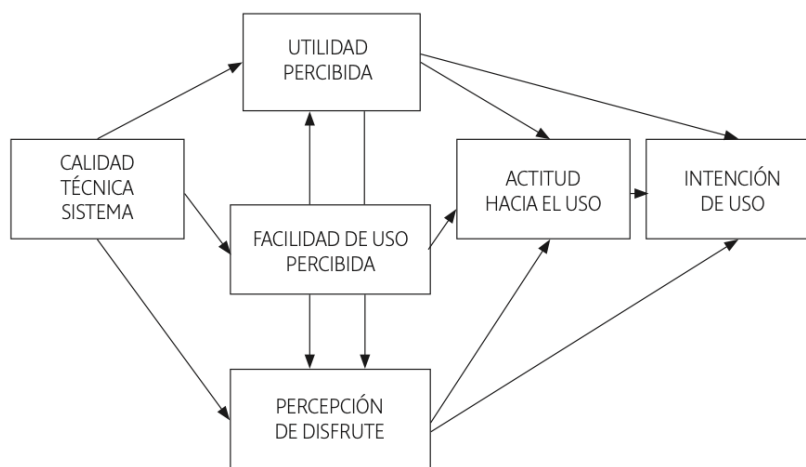 UTILIDAD
PERCIBIDA
CALIDAD
TÉCNICA
SISTEMA
FACILIDAD DE USO
PERCIBIDA
ACTITUD
HACIA EL USO
INTENCIÓN
DE USO
PERCEPCIÓN
DE DISFRUTE